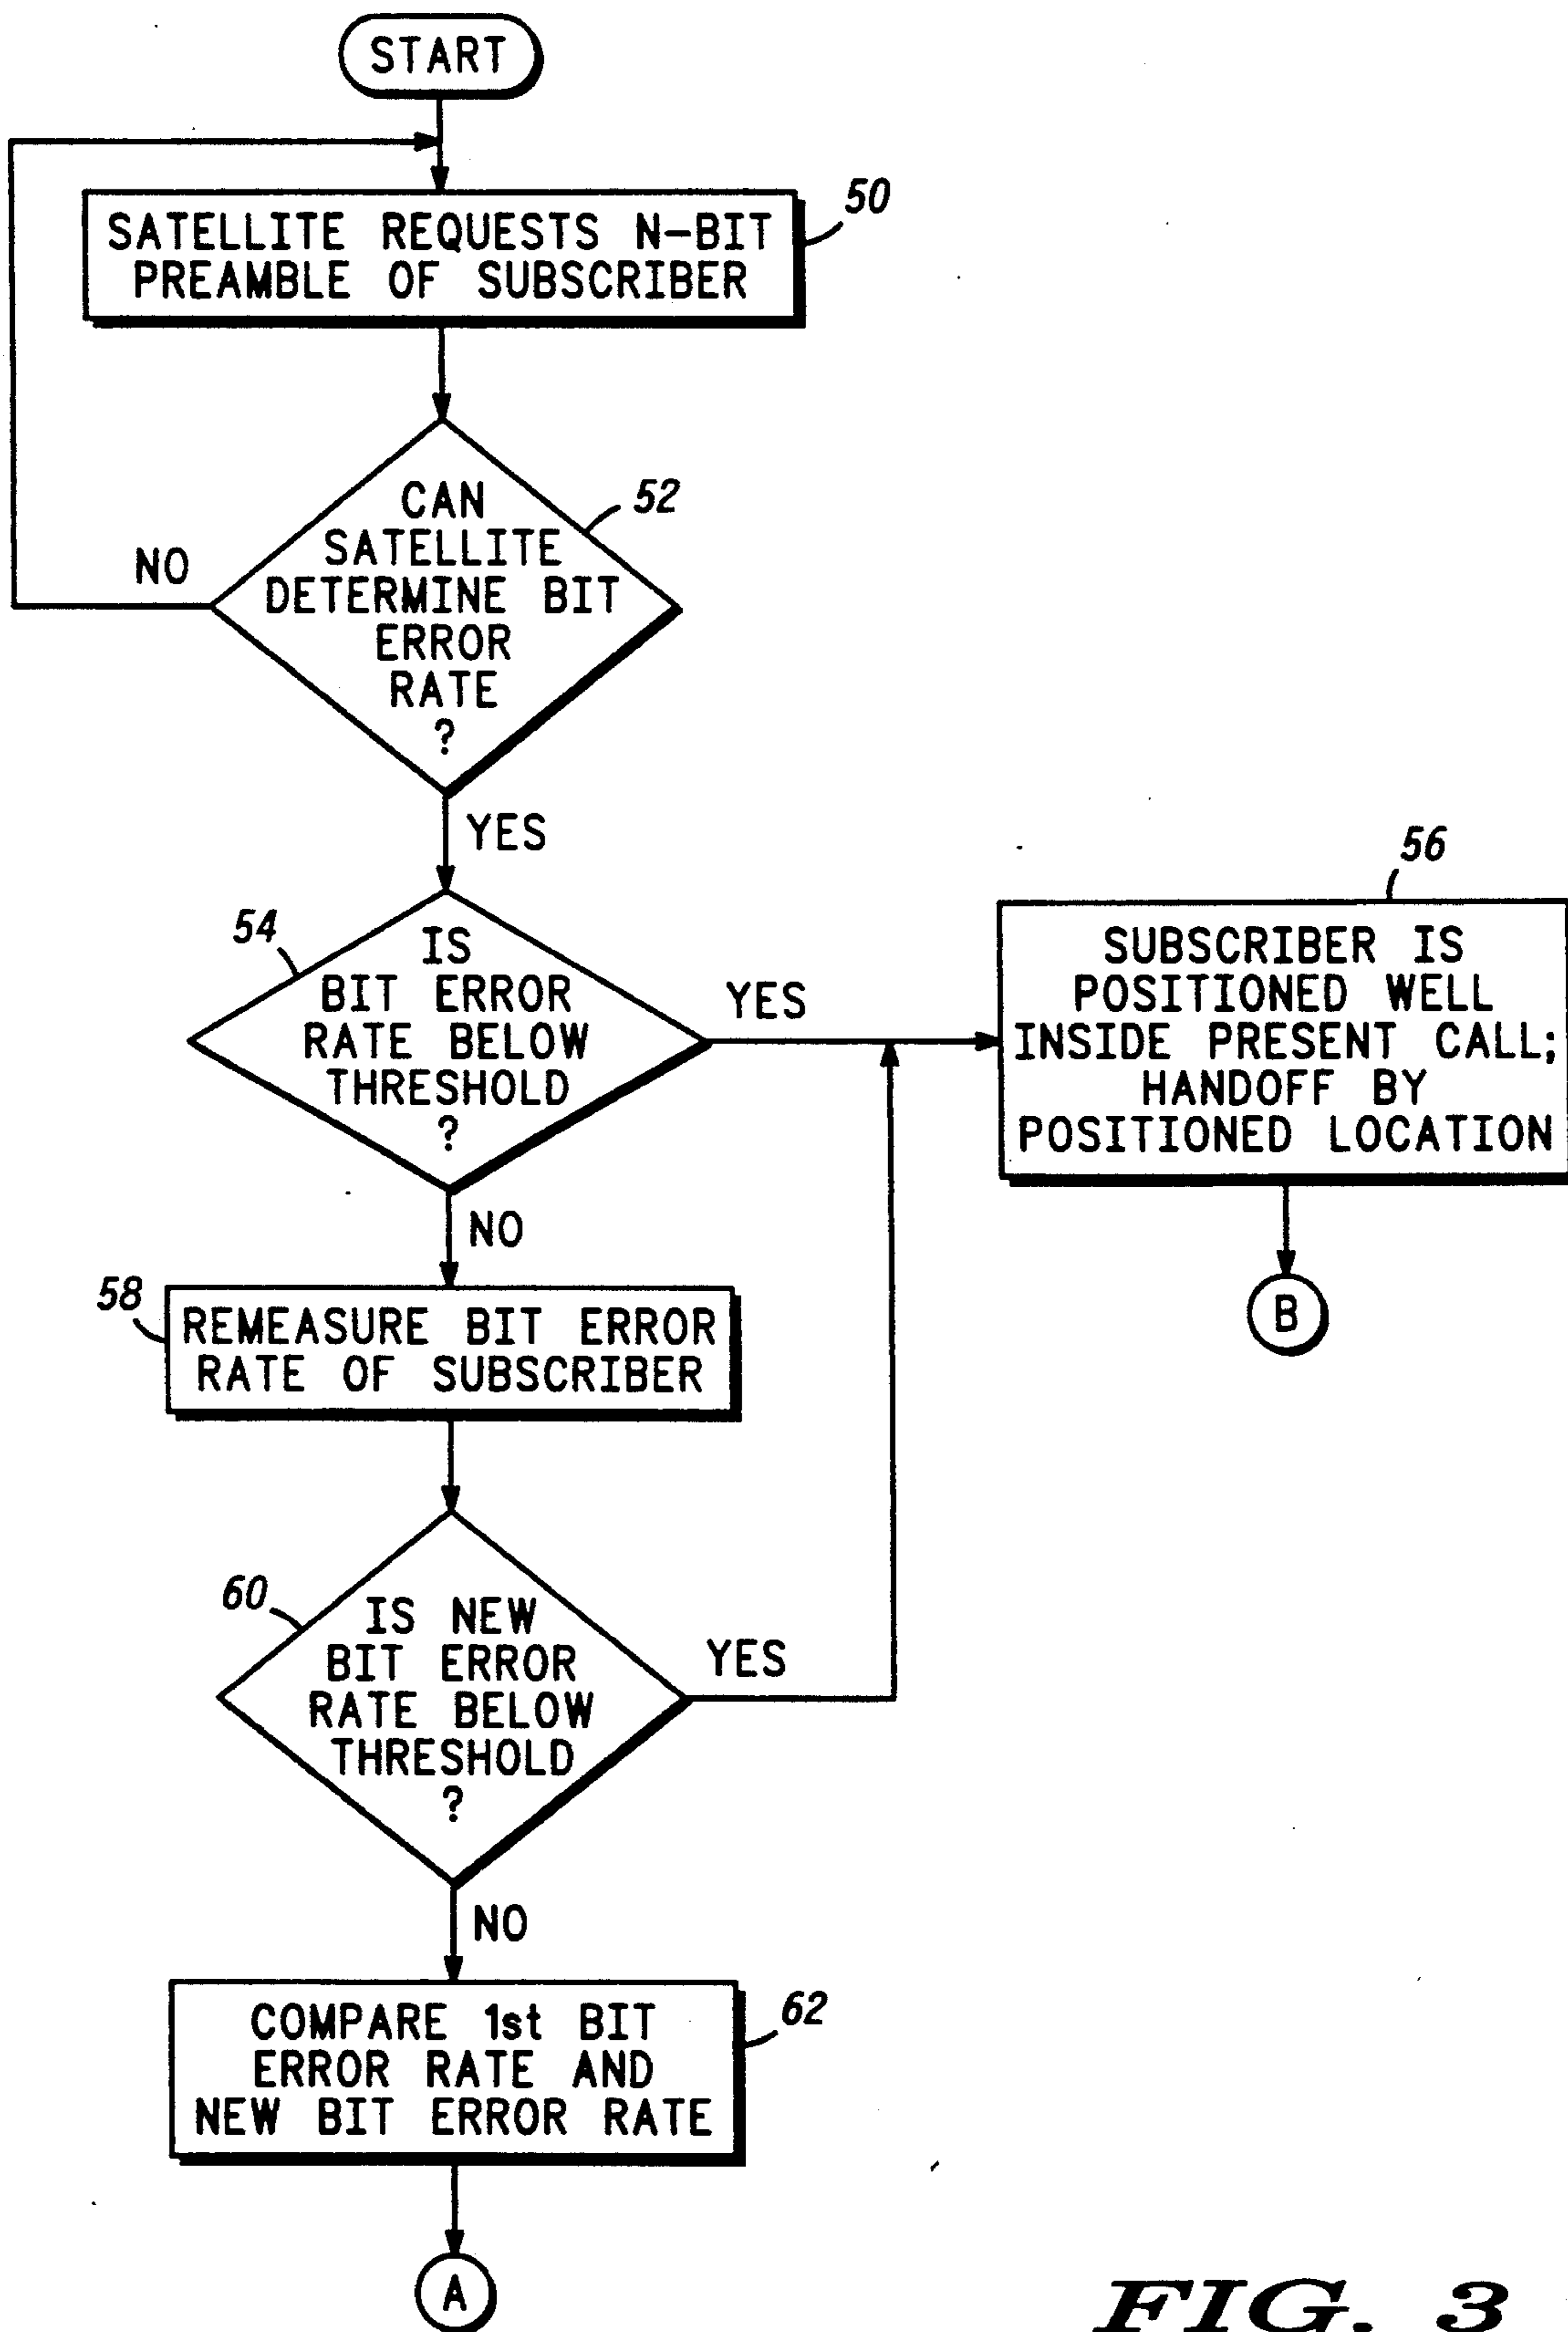 START
SATELLITE REQUESTS N-BIT
PREAMBLE OF SUBSCRIBER
50
CAN
SATELLITE
DETERMINE BIT
ERROR
RATE
?
52
NO
YES
54
IS
BIT ERROR
RATE BELOW
THRESHOLD
?
YES
56
SUBSCRIBER IS
POSITIONED WELL
INSIDE PRESENT CALL;
HANDOFF BY
POSITIONED LOCATION
B
NO
58
REMEASURE BIT ERROR
RATE OF SUBSCRIBER
60
IS NEW
BIT ERROR
RATE BELOW
THRESHOLD
?
YES
NO
COMPARE 1st BIT
ERROR RATE AND
NEW BIT ERROR RATE
62
A
FIG. 3